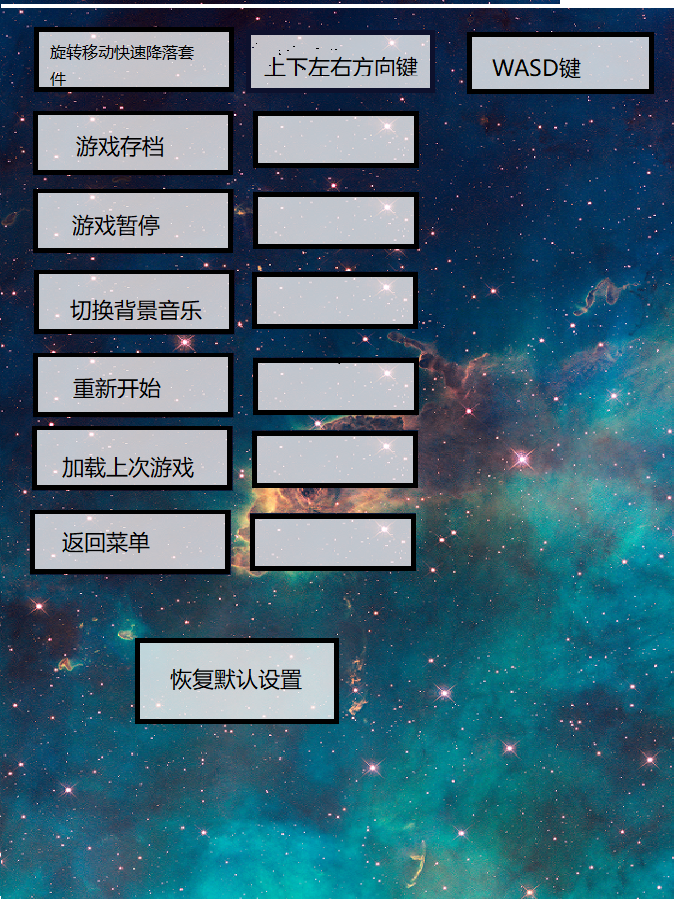 旋转移动快速降落套
件
上下左右方向键
WASD键
游戏存档
游戏暂停
切换背景音乐
重新开始
加载上次游戏
返回菜单
恢复默认设置